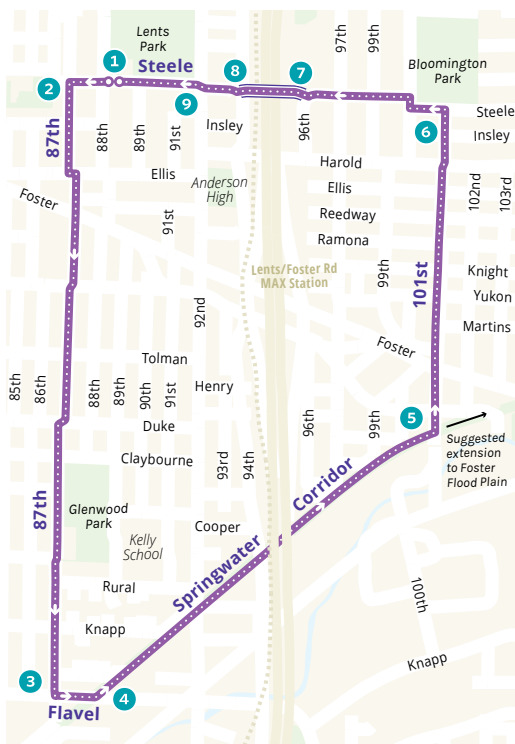 Lents
Park
97th
99th
1
Steele
8
7
Bloomington
Park
2
9
6
Steele
87th
88th
89th
91st
Insley
96th
Insley
Harold
Ellis
Anderson
High
Ellis
102nd
103rd
Foster
91st
Reedway
Ramona
Lents/Foster Rd
MAX Station
99th
101st
Knight
Yukon
92nd
Martins
Foster
Tolman
85th
86th
88th
89th
90th
91st
Henry
96th
99th
5
Duke
Suggested
extension
to Foster
Flood Plain
Claybourne
93rd
94th
Corridor
87th
Glenwood
Park
Kelly
School
Cooper
Springwater
Rural
100th
Knapp
Knapp
3
4
Flavel